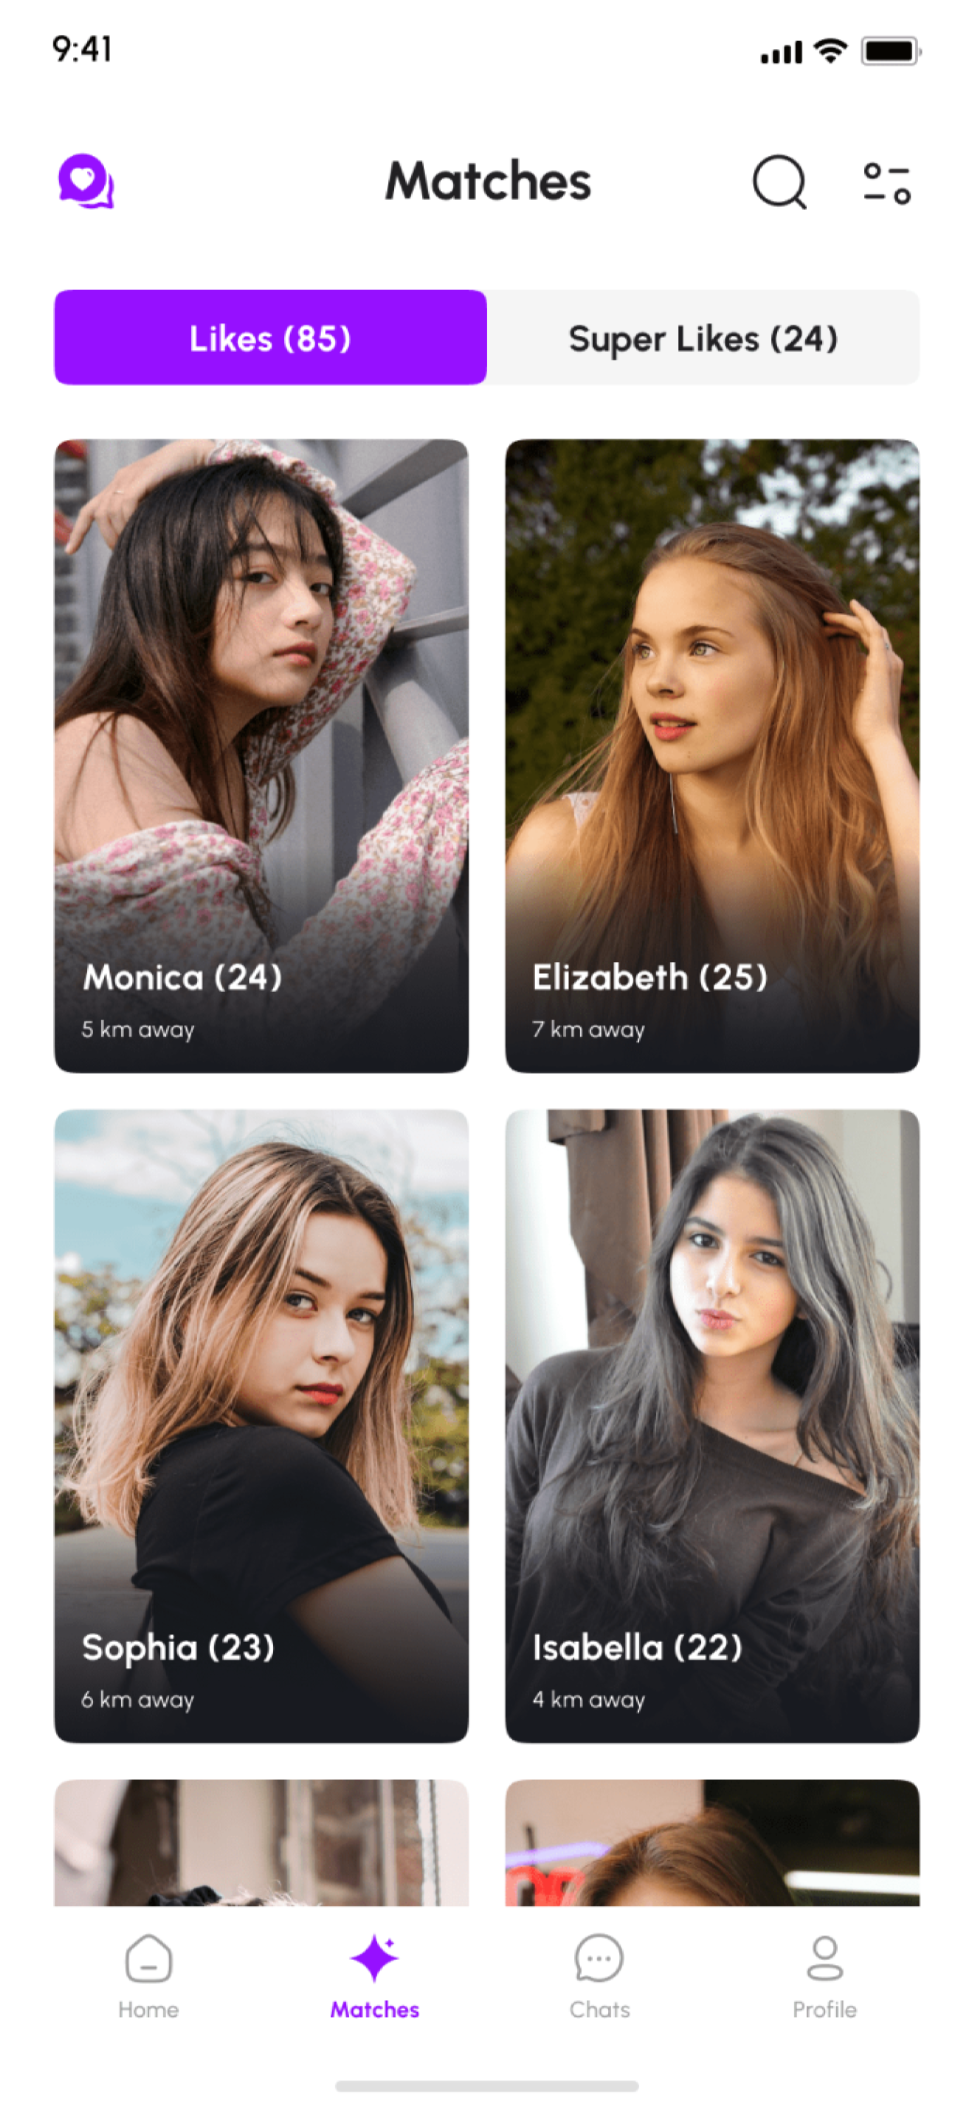 9:41
Matches
Likes (85)
Super Likes (24)
Monica (24)
5 km away
Elizabeth (25)
7 km away
Sophia (23)
6 km away
Isabella (22)
4 km away
Home
Matches
Chats
Profile